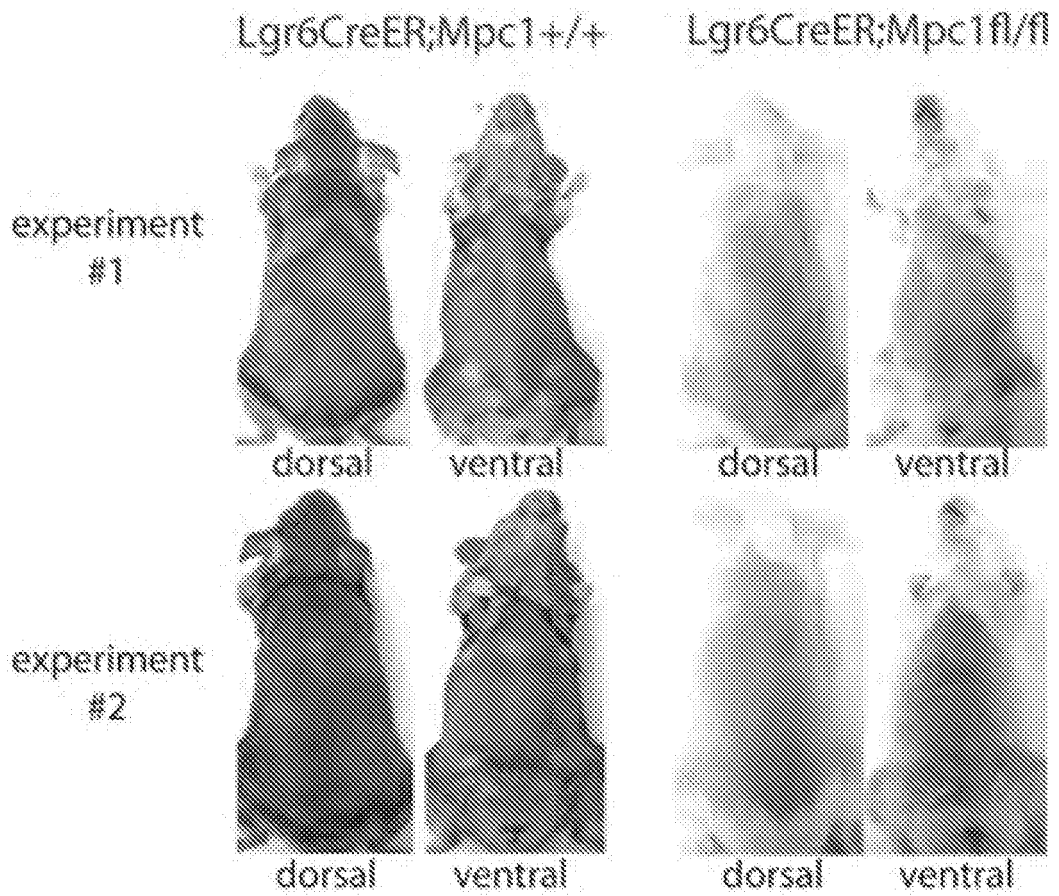 Lgr6CreER;Mpc1+/+ Lgr6CreER;Mpc1fl/fl
experiment
#1
dorsal ventral dorsal ventral
experiment
#2
dorsal ventral dorsal ventral